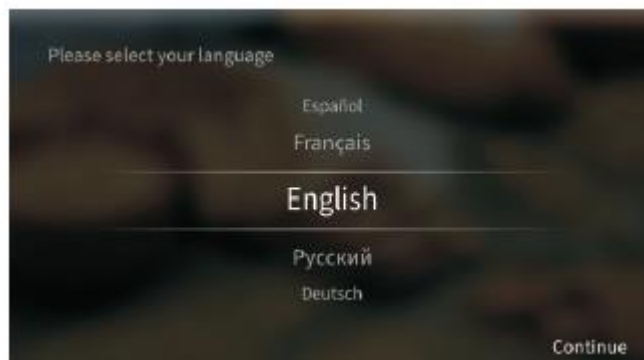 Please select your language
Español
Français
English
Русский
Deutsch
Continue